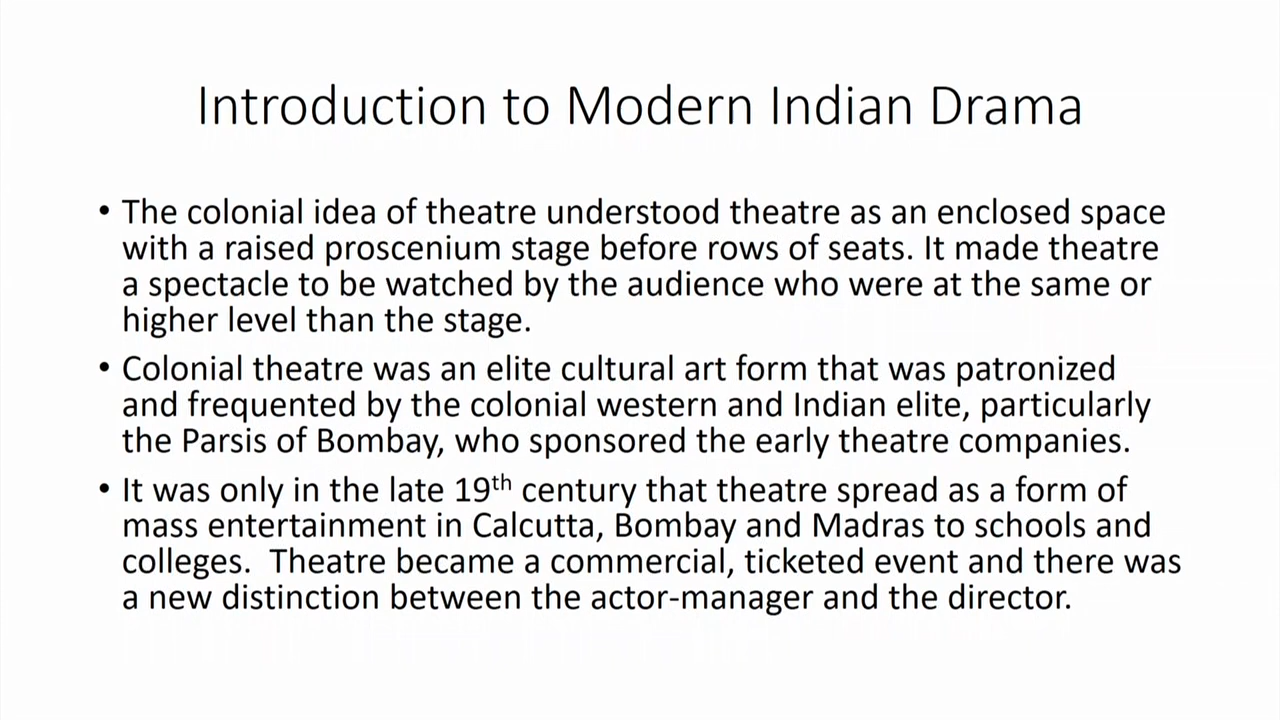 Introduction to Modern Indian Drama
• The colonial idea of theatre understood theatre as an enclosed space
with a raised proscenium stage before rows of seats. It made theatre
a spectacle to be watched by the audience who were at the same or
higher level than the stage.
• Colonial theatre was an elite cultural art form that was patronized
and frequented by the colonial western and Indian elite, particularly
the Parsis of Bombay, who sponsored the early theatre companies.
• It was only in the late 19th century that theatre spread as a form of
mass entertainment in Calcutta, Bombay and Madras to schools and
colleges.  Theatre became a commercial, ticketed event and there was
a new distinction between the actor-manager and the director.